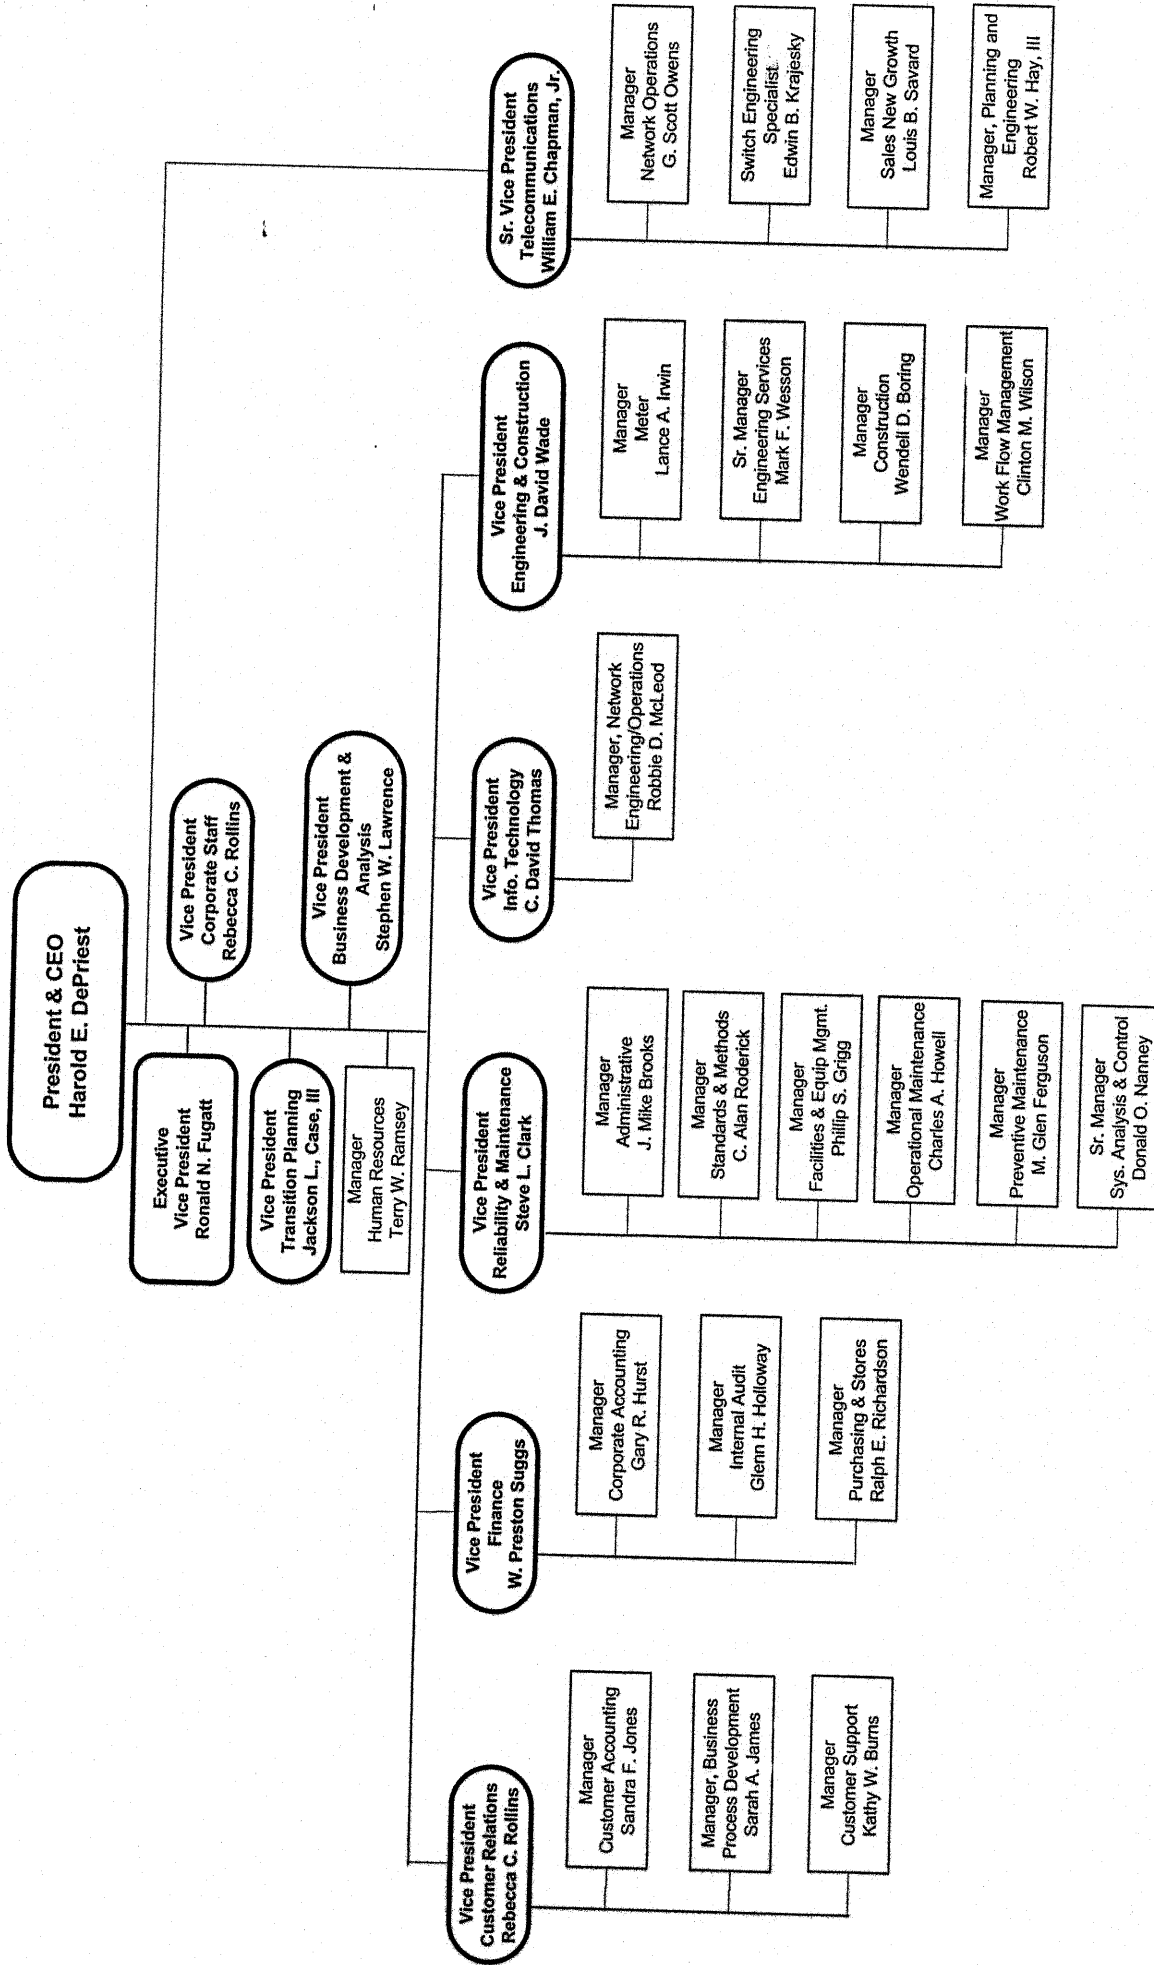 President & CEO
Harold E. DePriest
Executive
Vice President
Ronald N. Fugatt
Vice President
Corporate Staff
Rebecca C. Rollins
Vice President
Transition Planning
Jackson L., Case, III
Vice President
Business Development &
Analysis
Stephen W. Lawrence
Manager
Human Resources
Terry W. Ramsey
Vice President
Customer Relations
Rebecca C. Rollins
Manager
Customer Accounting
Sandra F. Jones
Manager, Business
Process Development
Sarah A. James
Manager
Customer Support
Kathy W. Burns
Vice President
Finance
W. Preston Suggs
Manager
Corporate Accounting
Gary R. Hurst
Manager
Internal Audit
Glenn H. Holloway
Manager
Purchasing & Stores
Ralph E. Richardson
Vice President
Reliability & Maintenance
Steve L. Clark
Manager
Administrative
J. Mike Brooks
Manager
Standards & Methods
C. Alan Roderick
Manager
Facilities & Equip Mgmt.
Phillip S. Grigg
Manager
Operational Maintenance
Charles A. Howell
Manager
Preventive Maintenance
M. Glen Ferguson
Sr. Manager
Sys. Analysis & Control
Donald O. Nanney
Vice President
Info. Technology
C. David Thomas
Manager, Network
Engineering/Operations
Robbie D. McLeod
Vice President
Engineering & Construction
J. David Wade
Manager
Meter
Lance A. Irwin
Sr. Manager
Engineering Services
Mark F. Wesson
Manager
Construction
Wendell D. Boring
Manager
Work Flow Management
Clinton M. Wilson
Sr. Vice President
Telecommunications
William E. Chapman, Jr.
Manager
Network Operations
G. Scott Owens
Switch Engineering
Specialist
Edwin B. Krajesky
Manager
Sales New Growth
Louis B. Savard
Manager, Planning and
Engineering
Robert W. Hay, III